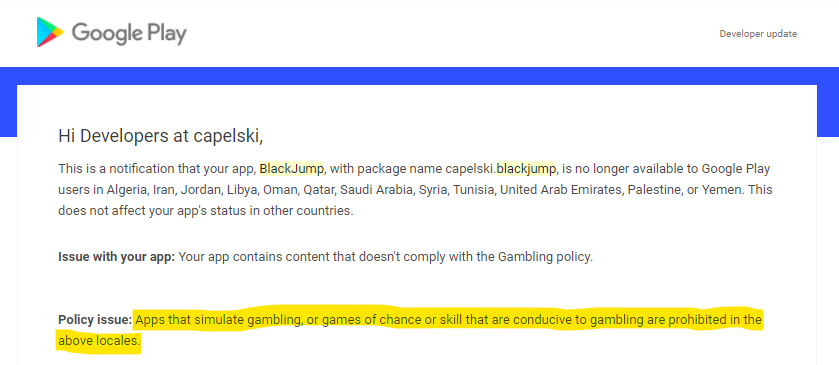 Google Play
Developer update
Hi Developers at capelski,
This is a notification that your app, BlackJump, with package name capelski.blackjump, is no longer available to Google Play
users in Algeria, Iran, Jordan, Libya, Oman, Qatar, Saudi Arabia, Syria, Tunisia, United Arab Emirates, Palestine, or Yemen. This
does not affect your app's status in other countries.
Issue with your app: Your app contains content that doesn't comply with the Gambling policy.
Policy issue: Apps that simulate gambling, or games of chance or skill that are conducive to gambling are prohibited in the
above locales.